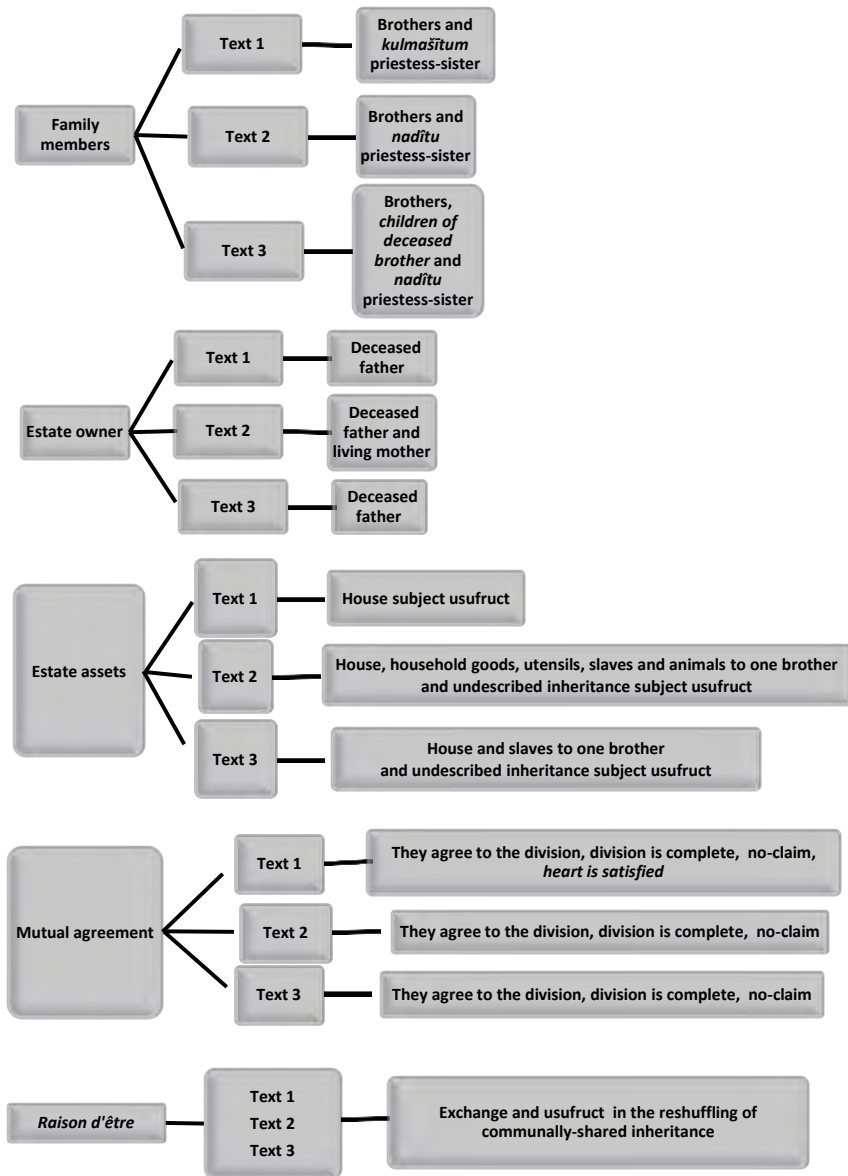 Family
members
Text 1
Brothers and
kulmašītum
priestess-sister
Text 2
Brothers and
nadîtu
priestess-sister
Text 3
Brothers,
children of
deceased
brother and
nadîtu
priestess-sister
Estate owner
Text 1
Deceased
father
Text 2
Deceased
father and
living mother
Text 3
Deceased
father
Estate assets
Text 1
House subject usufruct
Text 2
House, household goods, utensils, slaves and animals to one brother
and undescribed inheritance subject usufruct
Text 3
House and slaves to one brother
and undescribed inheritance subject usufruct
Mutual agreement
Text 1
They agree to the division, division is complete, no-claim,
heart is satisfied
Text 2
They agree to the division, division is complete, no-claim
Text 3
They agree to the division, division is complete, no-claim
Raison d'être
Text 1
Text 2
Text 3
Exchange and usufruct in the reshuffling of
communally-shared inheritance